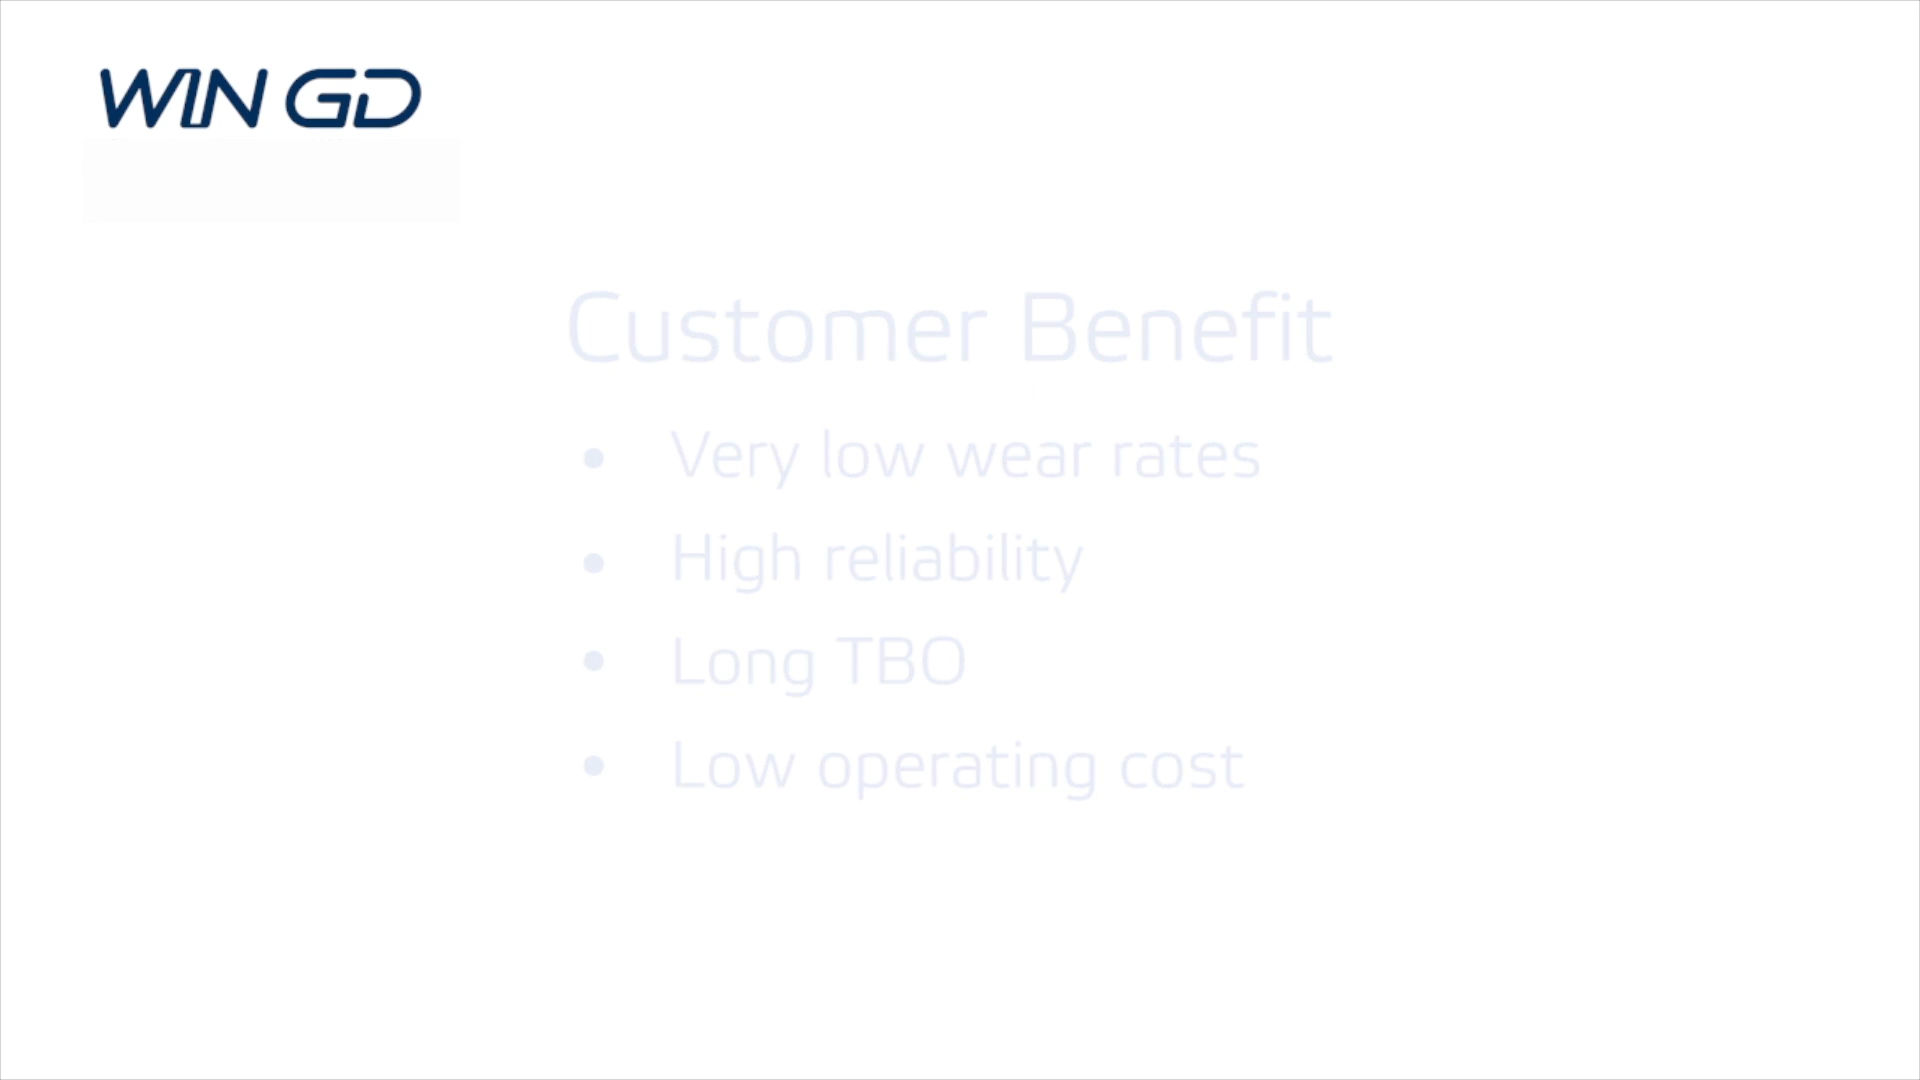 WIN GD
Customer Benefit
• Very low wear rates
• High reliability
• Long TBO
• Low operating cost